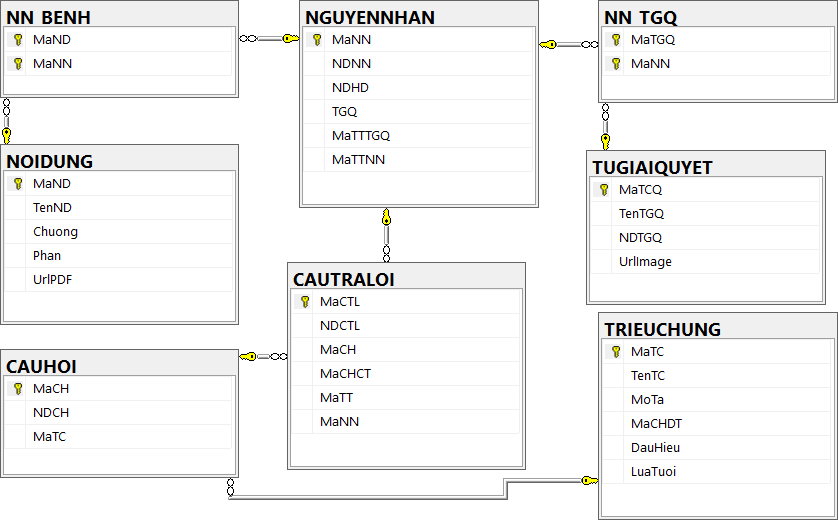 NN_BENH
MaND
MaNN
NGUYENNHAN
MaNN
NDNN
NDHD
TGQ
MaTTTGQ
MaTTNN
NN_TGQ
MaTGQ
MaNN
NOIDUNG
MaND
TenND
Chuong
Phan
UrlPDF
TUGIAIQUYET
MaTCQ
TenTGQ
NDTGQ
UrlImage
CAUTRALOI
MaCTL
NDCTL
MaCH
MaCHCT
MaTT
MaNN
CAUHOI
MaCH
NDCH
MaTC
TRIEUCHUNG
MaTC
TenTC
MoTa
MaCHDT
DauHieu
LuaTuoi